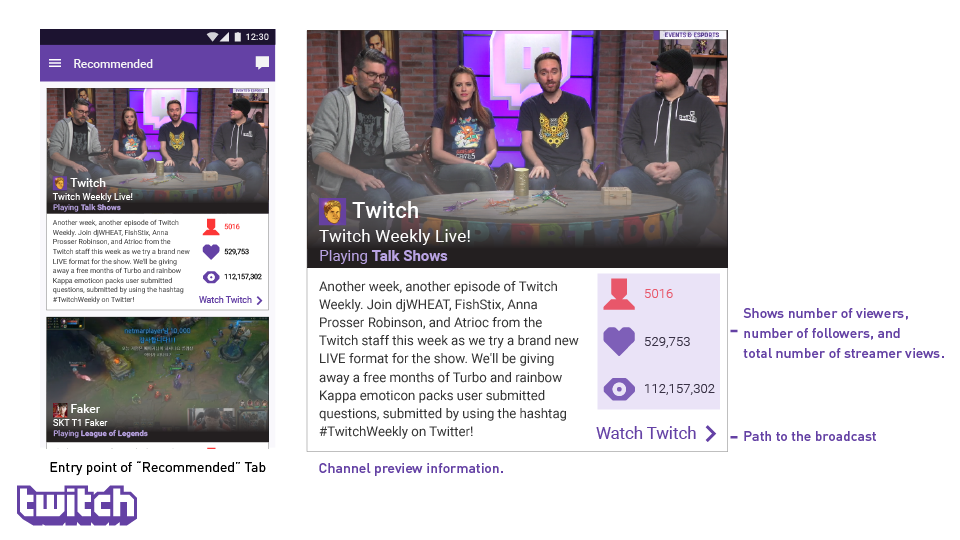 12:30
Recommended
Twitch
Twitch Weekly Live!
Playing Talk Shows
Another week, another episode of Twitch
Weekly. Join djWHEAT, FishStix, Anna
Prosser Robinson, and Atrioc from the
Twitch staff this week as we try a brand new
LIVE format for the show. We'll be giving
away a free months of Turbo and rainbow
Kappa emoticon packs user submitted
questions, submitted by using the hashtag
#TwitchWeekly on Twitter!
5016
529,753
112,157,302
Watch Twitch
Faker
SKT T1 Faker
Playing League of Legends
Entry point of "Recommended" Tab
twitch
EVENTS & ESPORTS
Twitch
Twitch Weekly Live!
Playing Talk Shows
Another week, another episode of Twitch
Weekly. Join djWHEAT, FishStix, Anna
Prosser Robinson, and Atrioc from the
Twitch staff this week as we try a brand new
LIVE format for the show. We'll be giving
away a free months of Turbo and rainbow
Kappa emoticon packs user submitted
questions, submitted by using the hashtag
#TwitchWeekly on Twitter!
5016
529,753
112,157,302
Watch Twitch
Channel preview information.
Shows number of viewers,
number of followers, and
total number of streamer views.
Path to the broadcast